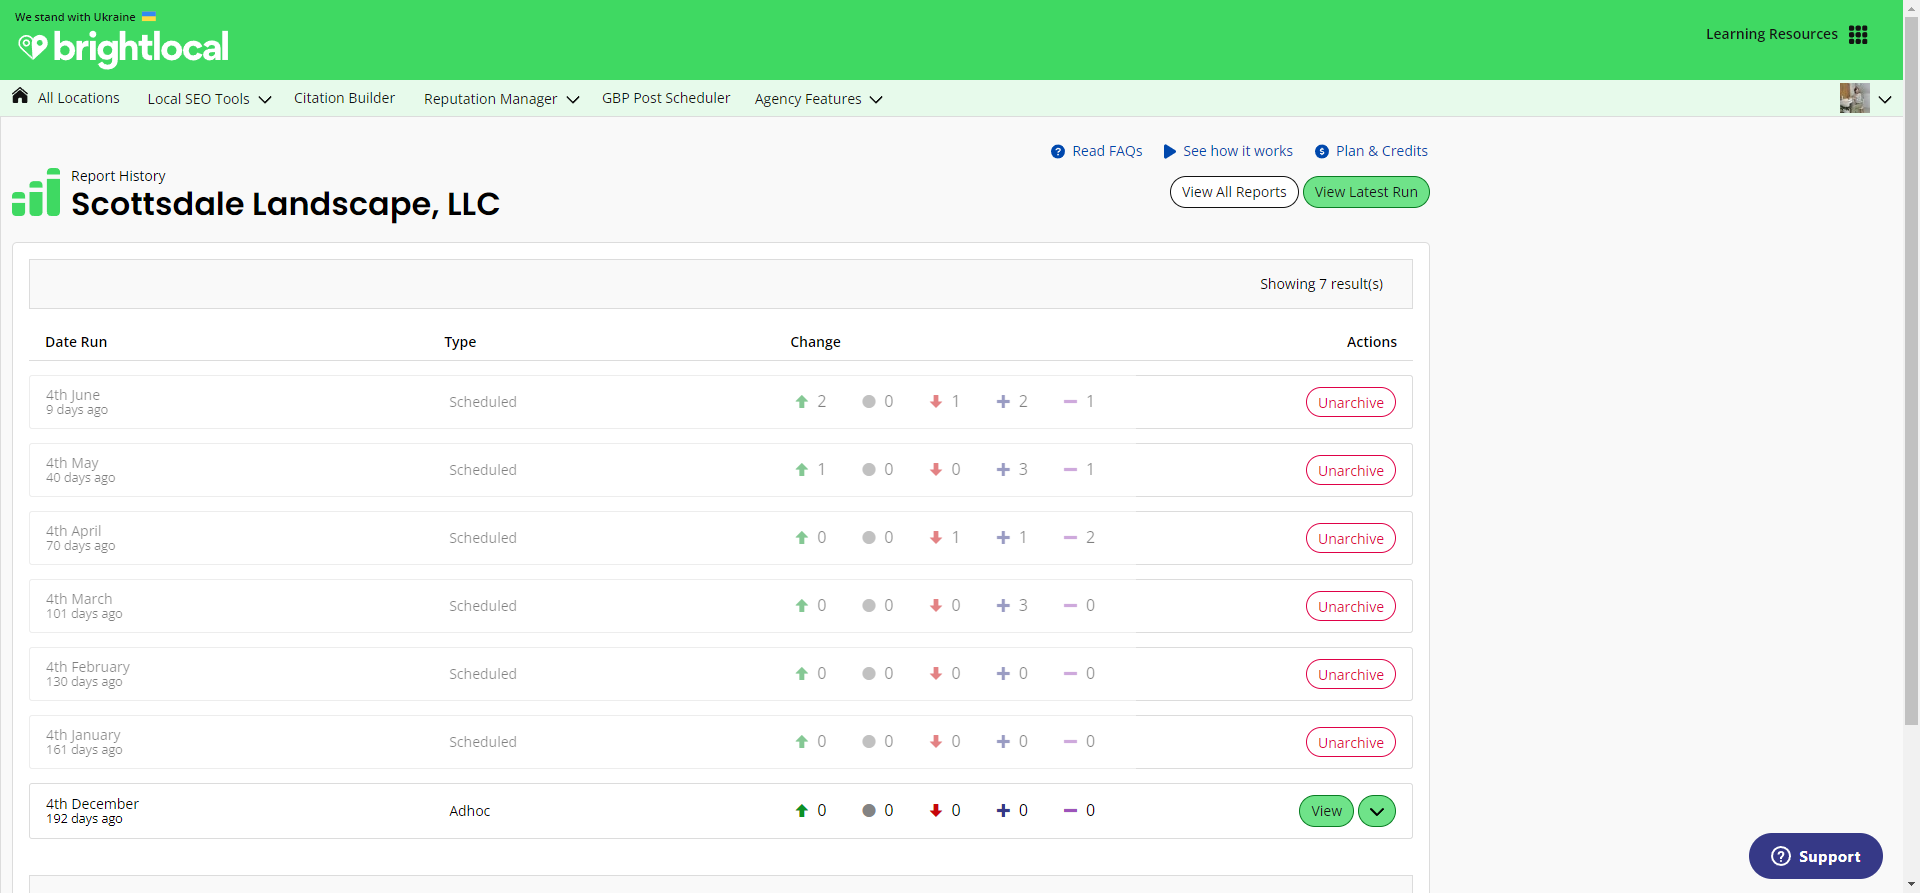 We stand with Ukraine
brightlocal
Learning Resources
All Locations
Local SEO Tools
Citation Builder
Reputation Manager
GBP Post Scheduler
Agency Features
Read FAQs
See how it works
Plan & Credits
Report History
Scottsdale Landscape, LLC
View All Reports
View Latest Run
Showing 7 result(s)
Date Run Type Change Actions
4th June
9 days ago
Scheduled 2 0 1 2 1 Unarchive
4th May
40 days ago
Scheduled 1 0 0 3 1 Unarchive
4th April
70 days ago
Scheduled 0 0 1 1 2 Unarchive
4th March
101 days ago
Scheduled 0 0 0 3 0 Unarchive
4th February
130 days ago
Scheduled 0 0 0 0 0 Unarchive
4th January
161 days ago
Scheduled 0 0 0 0 0 Unarchive
4th December
192 days ago
Adhoc 0 0 0 0 0 View
Support